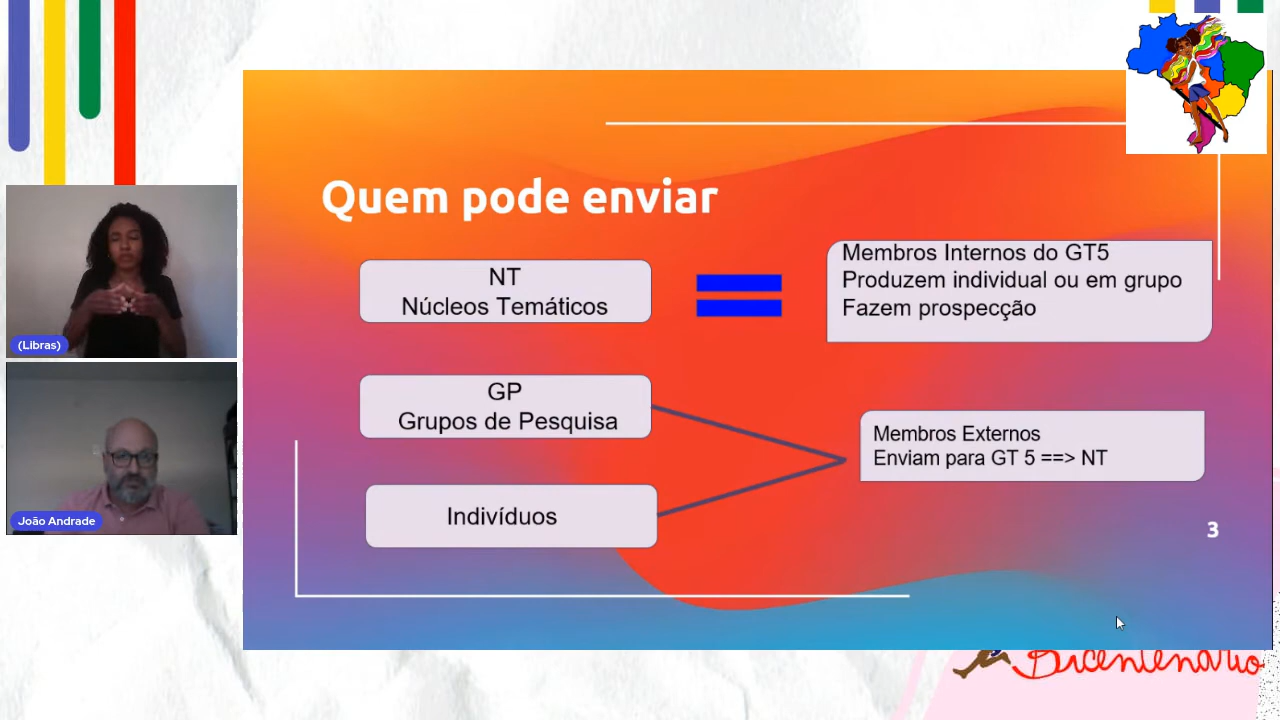 Quem pode enviar
NT
Núcleos Temáticos
Membros Internos do GT5
Produzem individual ou em grupo
Fazem prospecção
GP
Grupos de Pesquisa
Membros Externos
Enviam para GT 5 ==> NT
Indivíduos
3
(Libras)
João Andrade
Bicentenário